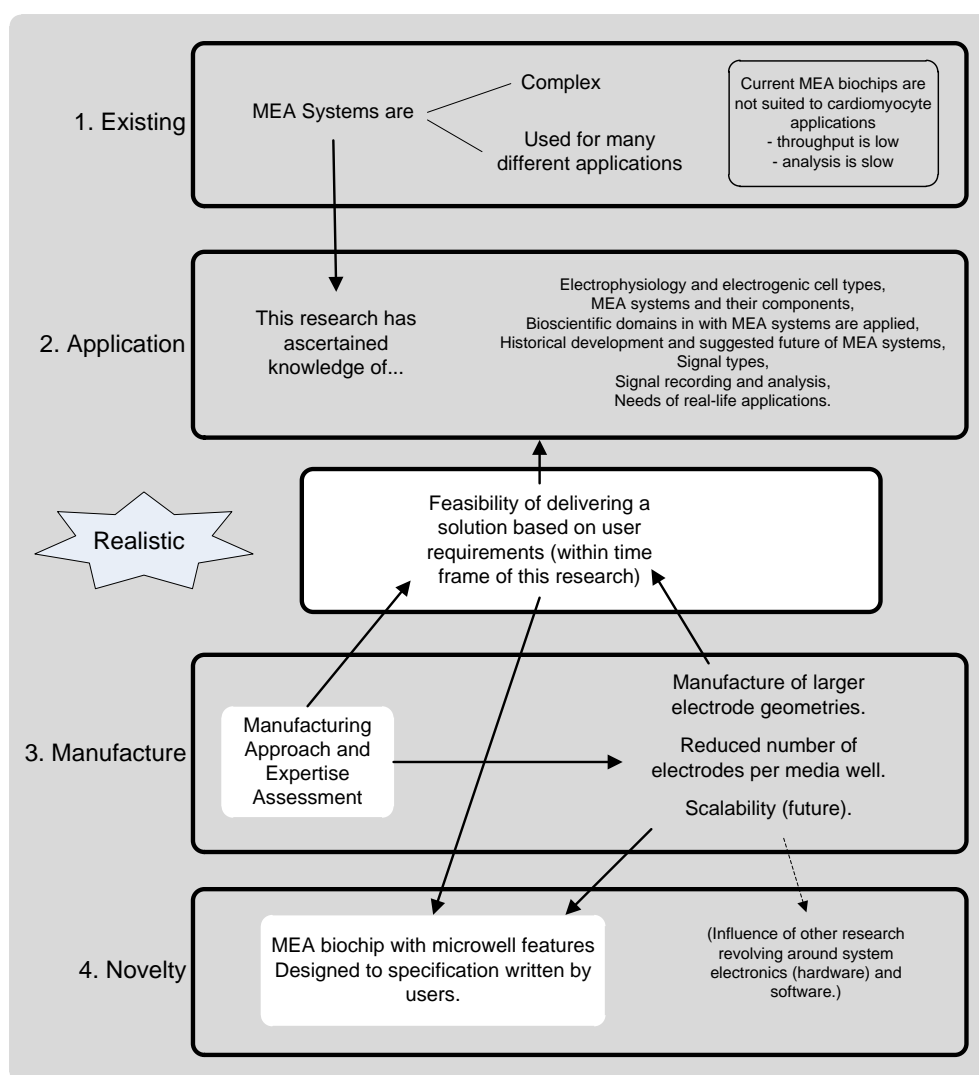 1. Existing
MEA Systems are
Complex
Used for many
different applications
Current MEA biochips are
not suited to cardiomyocyte
applications
- throughput is low
- analysis is slow
2. Application
This research has
ascertained
knowledge of...
Electrophysiology and electrogenic cell types,
MEA systems and their components,
Bioscientific domains in with MEA systems are applied,
Historical development and suggested future of MEA systems,
Signal types,
Signal recording and analysis,
Needs of real-life applications.
Realistic
Feasibility of delivering a
solution based on user
requirements (within time
frame of this research)
3. Manufacture
Manufacturing
Approach and
Expertise
Assessment
Manufacture of larger
electrode geometries.
Reduced number of
electrodes per media well.
Scalability (future).
4. Novelty
MEA biochip with microwell features
Designed to specification written by
users.
(Influence of other research
revolving around system
electronics (hardware) and
software.)